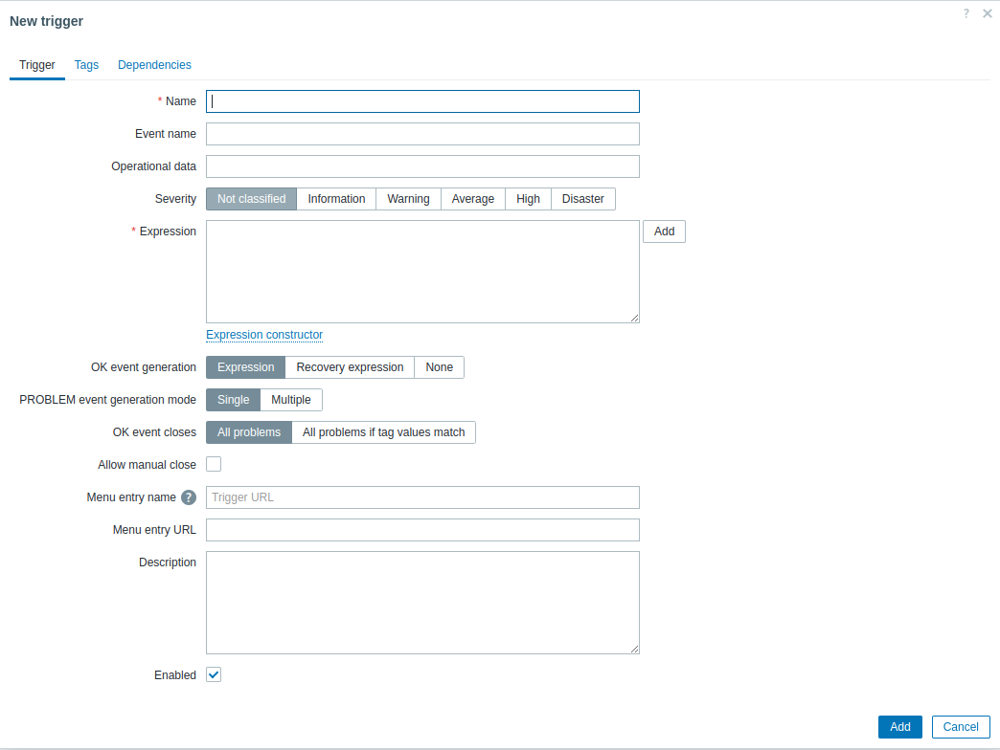 New trigger
? ×
Trigger Tags Dependencies
* Name
Event name
Operational data
Severity Not classified Information Warning Average High Disaster
* Expression Add
Expression constructor
OK event generation Expression Recovery expression None
PROBLEM event generation mode Single Multiple
OK event closes All problems All problems if tag values match
Allow manual close
Menu entry name ? Trigger URL
Menu entry URL
Description
Enabled
Add Cancel